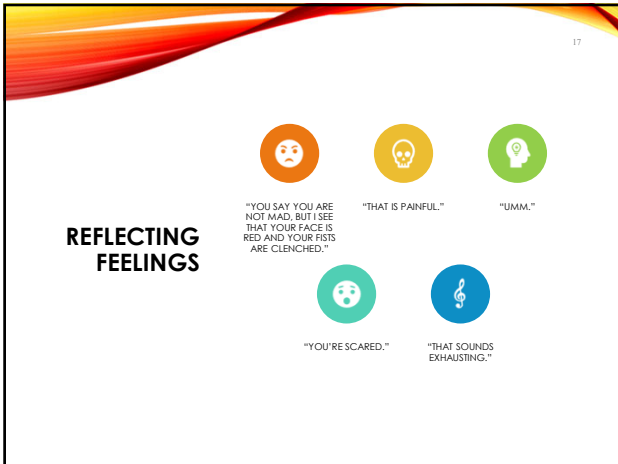 17
REFLECTING
FEELINGS
“YOU SAY YOU ARE
NOT MAD, BUT I SEE
THAT YOUR FACE IS
RED AND YOUR FISTS
ARE CLENCHED.”
“THAT IS PAINFUL.”
“UMM.”
“YOU’RE SCARED.”
“THAT SOUNDS
EXHAUSTING.”